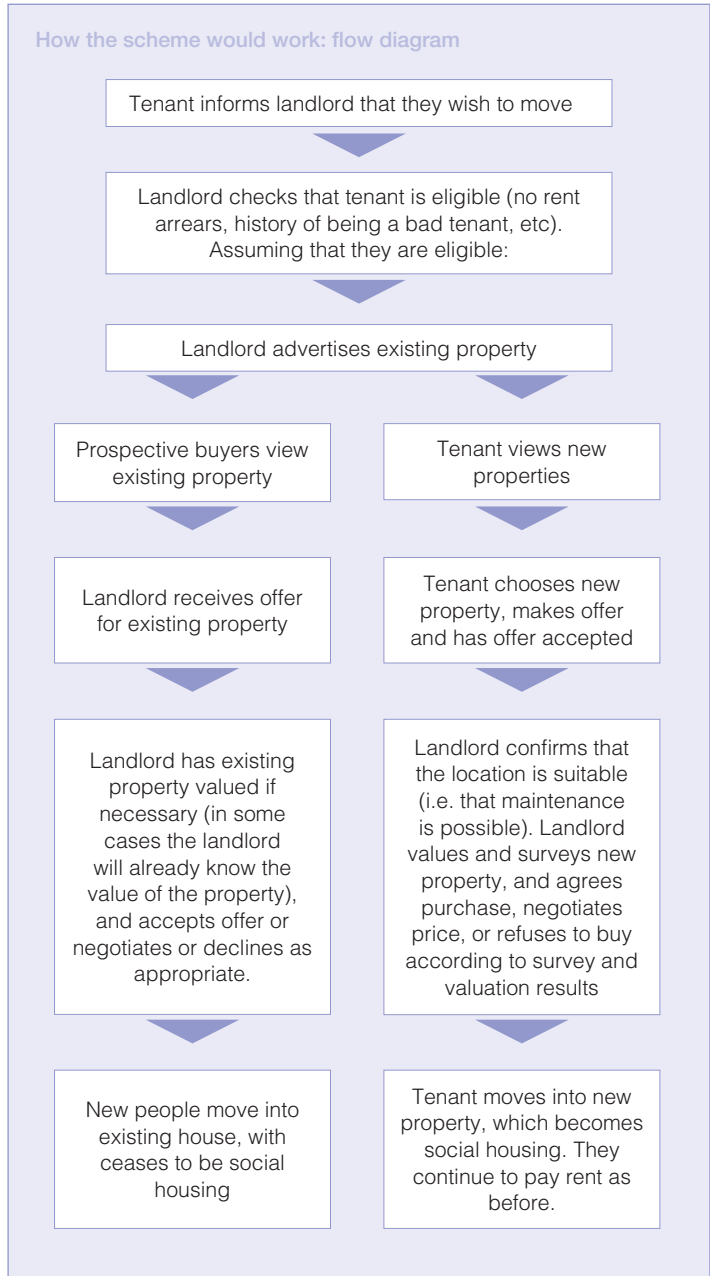 How the scheme would work: flow diagram
Tenant informs landlord that they wish to move
Landlord checks that tenant is eligible (no rent
arrears, history of being a bad tenant, etc).
Assuming that they are eligible:
Landlord advertises existing property
Prospective buyers view
existing property
Landlord receives offer
for existing property
Landlord has existing
property valued if
necessary (in some
cases the landlord
will already know the
value of the property),
and accepts offer or
negotiates or declines as
appropriate.
New people move into
existing house, with
ceases to be social
housing
Tenant views new
properties
Tenant chooses new
property, makes offer
and has offer accepted
Landlord confirms that
the location is suitable
(i.e. that maintenance
is possible). Landlord
values and surveys new
property, and agrees
purchase, negotiates
price, or refuses to buy
according to survey and
valuation results
Tenant moves into new
property, which becomes
social housing. They
continue to pay rent as
before.